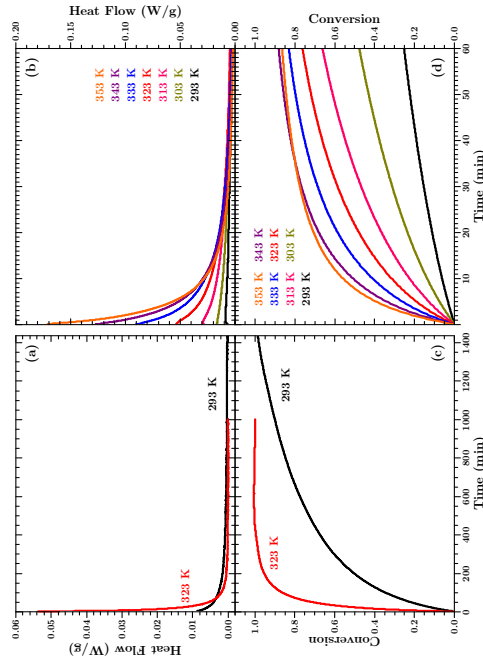 (a)
293 K
323 K
Heat Flow (W/g)
0.06
0.05
0.04
0.03
0.02
0.01
0.00
(b)
353 K
343 K
333 K
323 K
313 K
303 K
293 K
Heat Flow (W/g)
0.20
0.15
0.10
0.05
0.00
(c)
323 K
293 K
Conversion
1.0
0.8
0.6
0.4
0.2
0.0
0 200 400 600 800 1000 1200 1400
Time (min)
(d)
353 K 343 K
333 K 323 K
313 K 303 K
293 K
Conversion
1.0
0.8
0.6
0.4
0.2
0.0
10 20 30 40 50 60
Time (min)